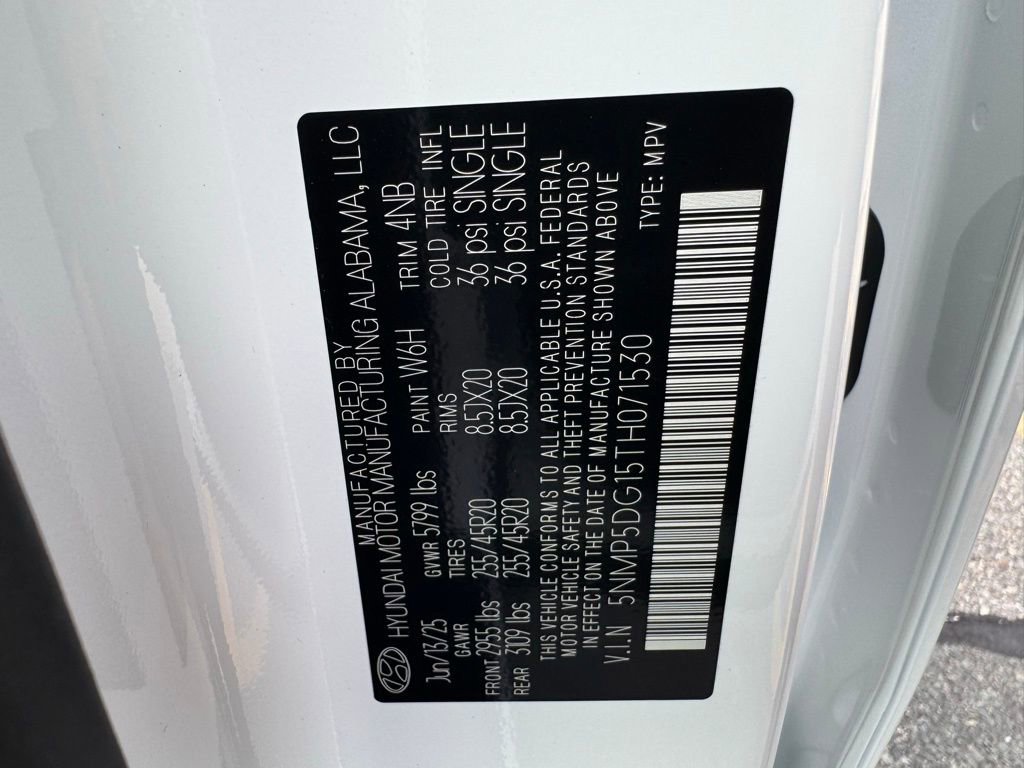 MANUFACTURED BY
HYUNDAI MOTOR MANUFACTURING ALABAMA, LLC
Jun/13/25 GVWR 5799 lbs PAINT W6H TRIM 4NB
GAWR TIRES RIMS COLD TIRE INFL
FRONT 2955 lbs 255/45R20 8.5JX20 36 psi SINGLE
REAR 3109 lbs 255/45R20 8.5JX20 36 psi SINGLE
THIS VEHICLE CONFORMS TO ALL APPLICABLE U.S.A. FEDERAL
MOTOR VEHICLE SAFETY AND THEFT PREVENTION STANDARDS
IN EFFECT ON THE DATE OF MANUFACTURE SHOWN ABOVE
V.I.N 5NMP5DG15TH071530 TYPE: MPV